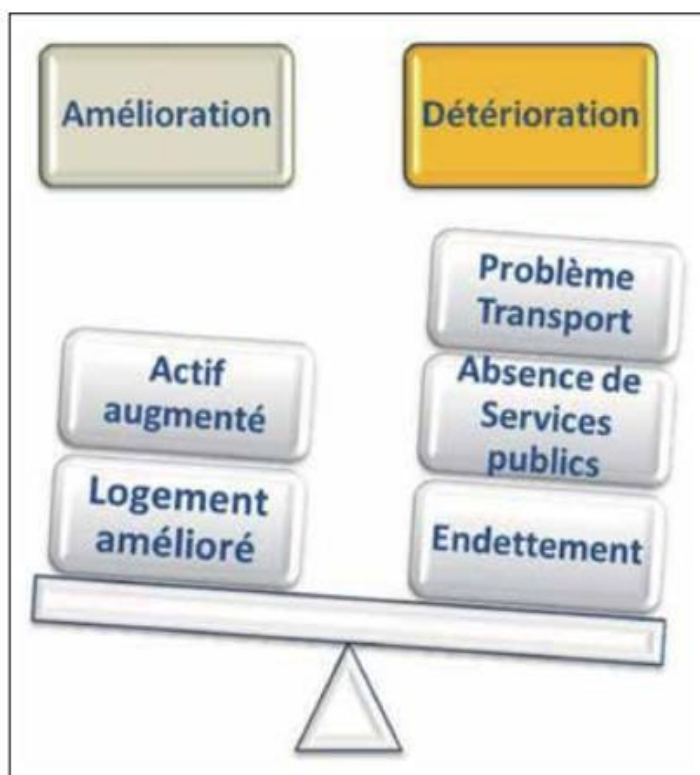 Amélioration
Détérioration
Actif
augmenté
Logement
amélioré
Problème
Transport
Absence de
Services
publics
Endettement